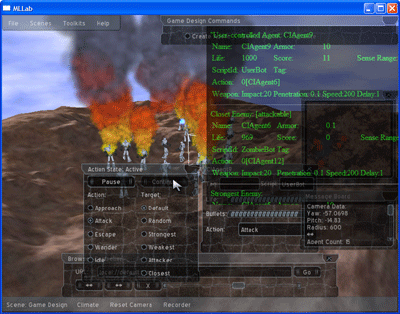 MLLab
File Scenes Toolkits Help
Game Design Commands
User-controlled Agent: CIAgent9
Name: CIAgent9 Armor: 10
Life: 1000 Score: 11 Sense Range:
ScriptId: UserBot Tag:
Action: 0[CIAgent6]
Weapon: Impact:20 Penetration: 0.1 Speed:200 Delay:1
Closet Enemy: [attackable]
Name: CIAgent6 Armor: 0.1
Life: 969 Score: 0 Sense Range
ScriptId: ZombieBot Tag:
Action: 0[CIAgent12]
Weapon: Impact:20 Penetration: 0.1 Speed:200 Delay:1
Strongest Enemy:
Action State: Active
Pause
Action: Target:
Approach Default
Attack Random
Escape Strongest
Wander Weakest
Idle Attacker
Closest
UserBot
Bullets:
Action: Attack
Camera Data:
Yaw: -57.0698
Pitch: -14.83
Radius: 600
**
Agent Count: 15
Go
X
Scene: Game Design Climate Reset Camera Recorder